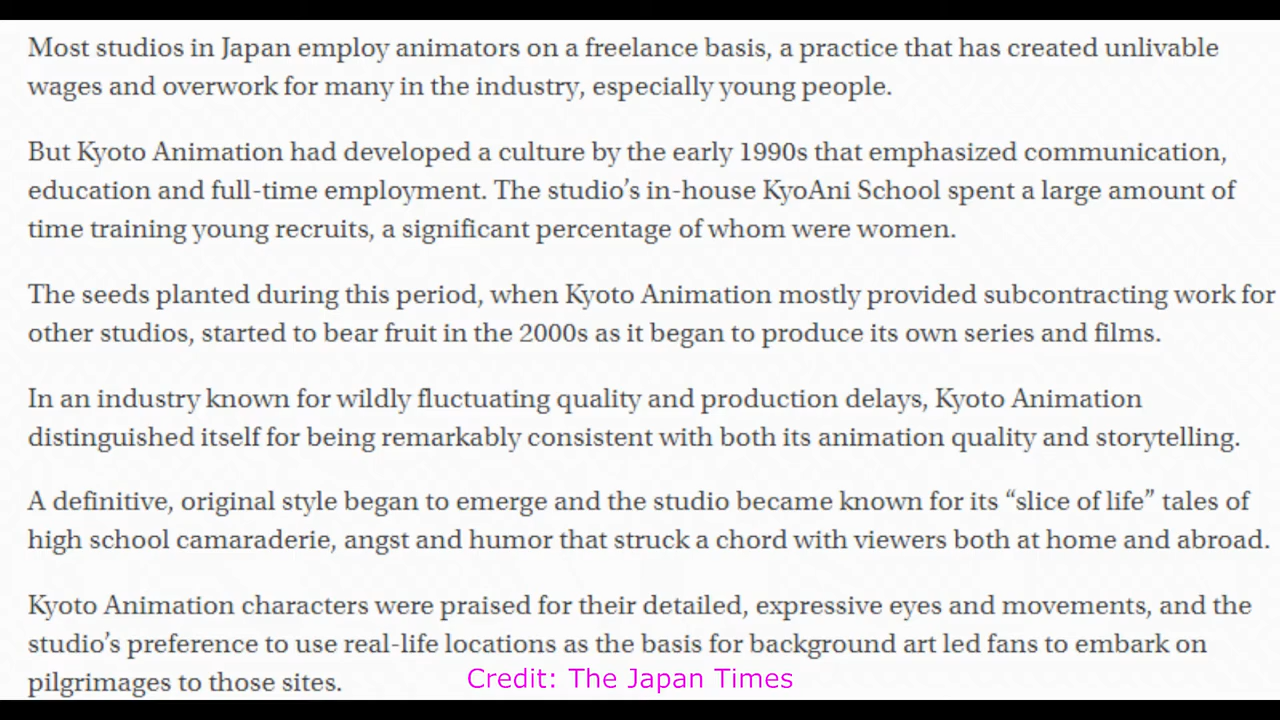 Most studios in Japan employ animators on a freelance basis, a practice that has created unlivable
wages and overwork for many in the industry, especially young people.
But Kyoto Animation had developed a culture by the early 1990s that emphasized communication,
education and full-time employment. The studio’s in-house KyoAni School spent a large amount of
time training young recruits, a significant percentage of whom were women.
The seeds planted during this period, when Kyoto Animation mostly provided subcontracting work for
other studios, started to bear fruit in the 2000s as it began to produce its own series and films.
In an industry known for wildly fluctuating quality and production delays, Kyoto Animation
distinguished itself for being remarkably consistent with both its animation quality and storytelling.
A definitive, original style began to emerge and the studio became known for its “slice of life” tales of
high school camaraderie, angst and humor that struck a chord with viewers both at home and abroad.
Kyoto Animation characters were praised for their detailed, expressive eyes and movements, and the
studio’s preference to use real-life locations as the basis for background art led fans to embark on
pilgrimages to those sites.
Credit: The Japan Times